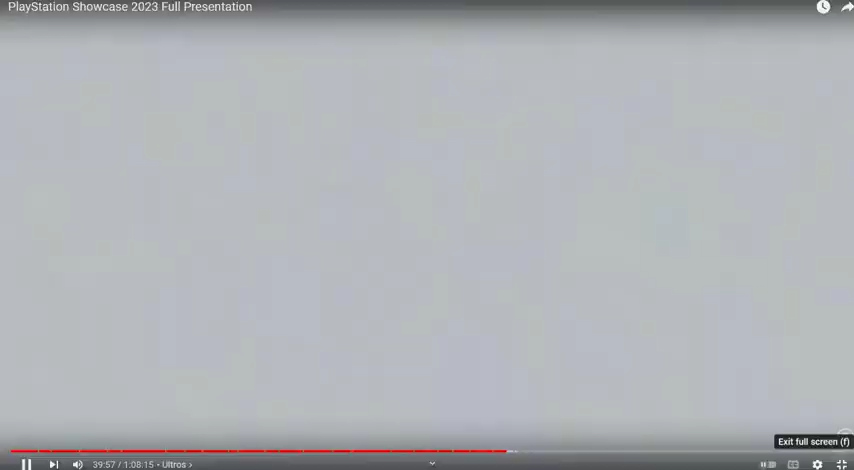 PlayStation Showcase 2023 Full Presentation
Exit full screen (f)
39:57 / 1:08:15 • Ultros ›